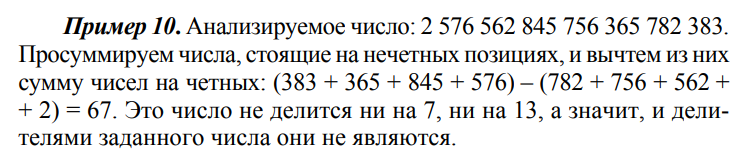 Пример 10. Анализируемое число: 2 576 562 845 756 365 782 383.
Просуммируем числа, стоящие на нечетных позициях, и вычтем из них
сумму чисел на четных: (383 + 365 + 845 + 576) – (782 + 756 + 562 +
+ 2) = 67. Это число не делится ни на 7, ни на 13, а значит, и дели-
телями заданного числа они не являются.